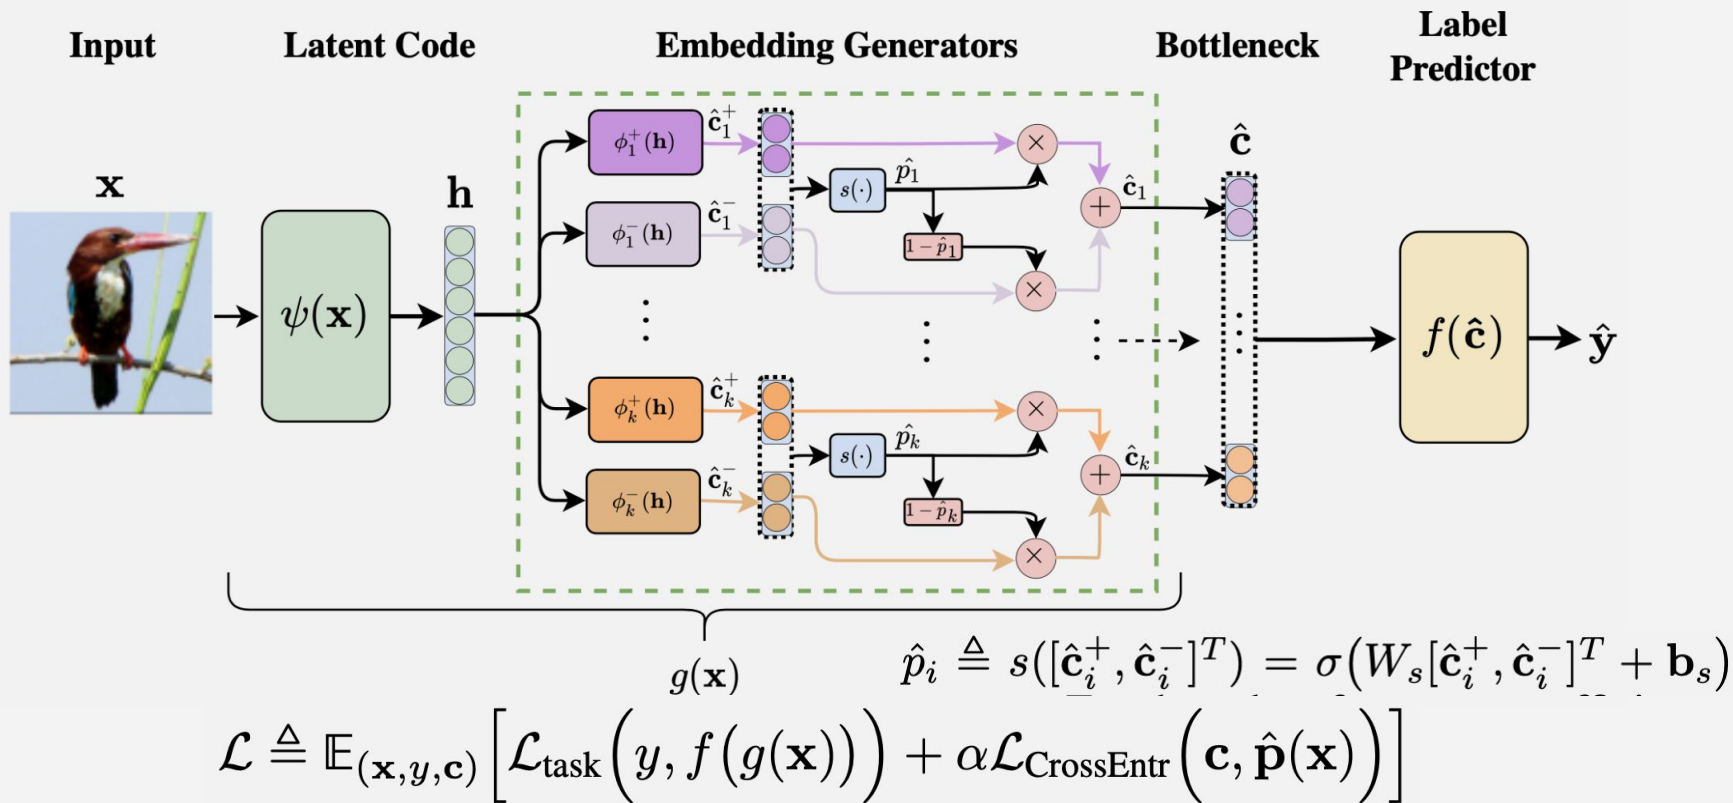 Input
Latent Code
Embedding Generators
Bottleneck
Label
Predictor
x
ψ(x)
h
φ₁⁺(h)
ĉ₁⁺
φ₁⁻(h)
ĉ₁⁻
s(·)
p̂₁
1 − p̂₁
×
×
+
ĉ₁
⋮
φₖ⁺(h)
ĉₖ⁺
φₖ⁻(h)
ĉₖ⁻
s(·)
p̂ₖ
1 − p̂ₖ
×
×
+
ĉₖ
ĉ
f(ĉ)
ŷ
g(x)
p̂ᵢ ≜ s([ĉᵢ⁺, ĉᵢ⁻]ᵀ) = σ(Wₛ[ĉᵢ⁺, ĉᵢ⁻]ᵀ + bₛ)
ℒ ≜ 𝔼₍ₓ,y,c₎[ℒtask(y, f(g(x))) + αℒCrossEntr(c, p̂(x))]